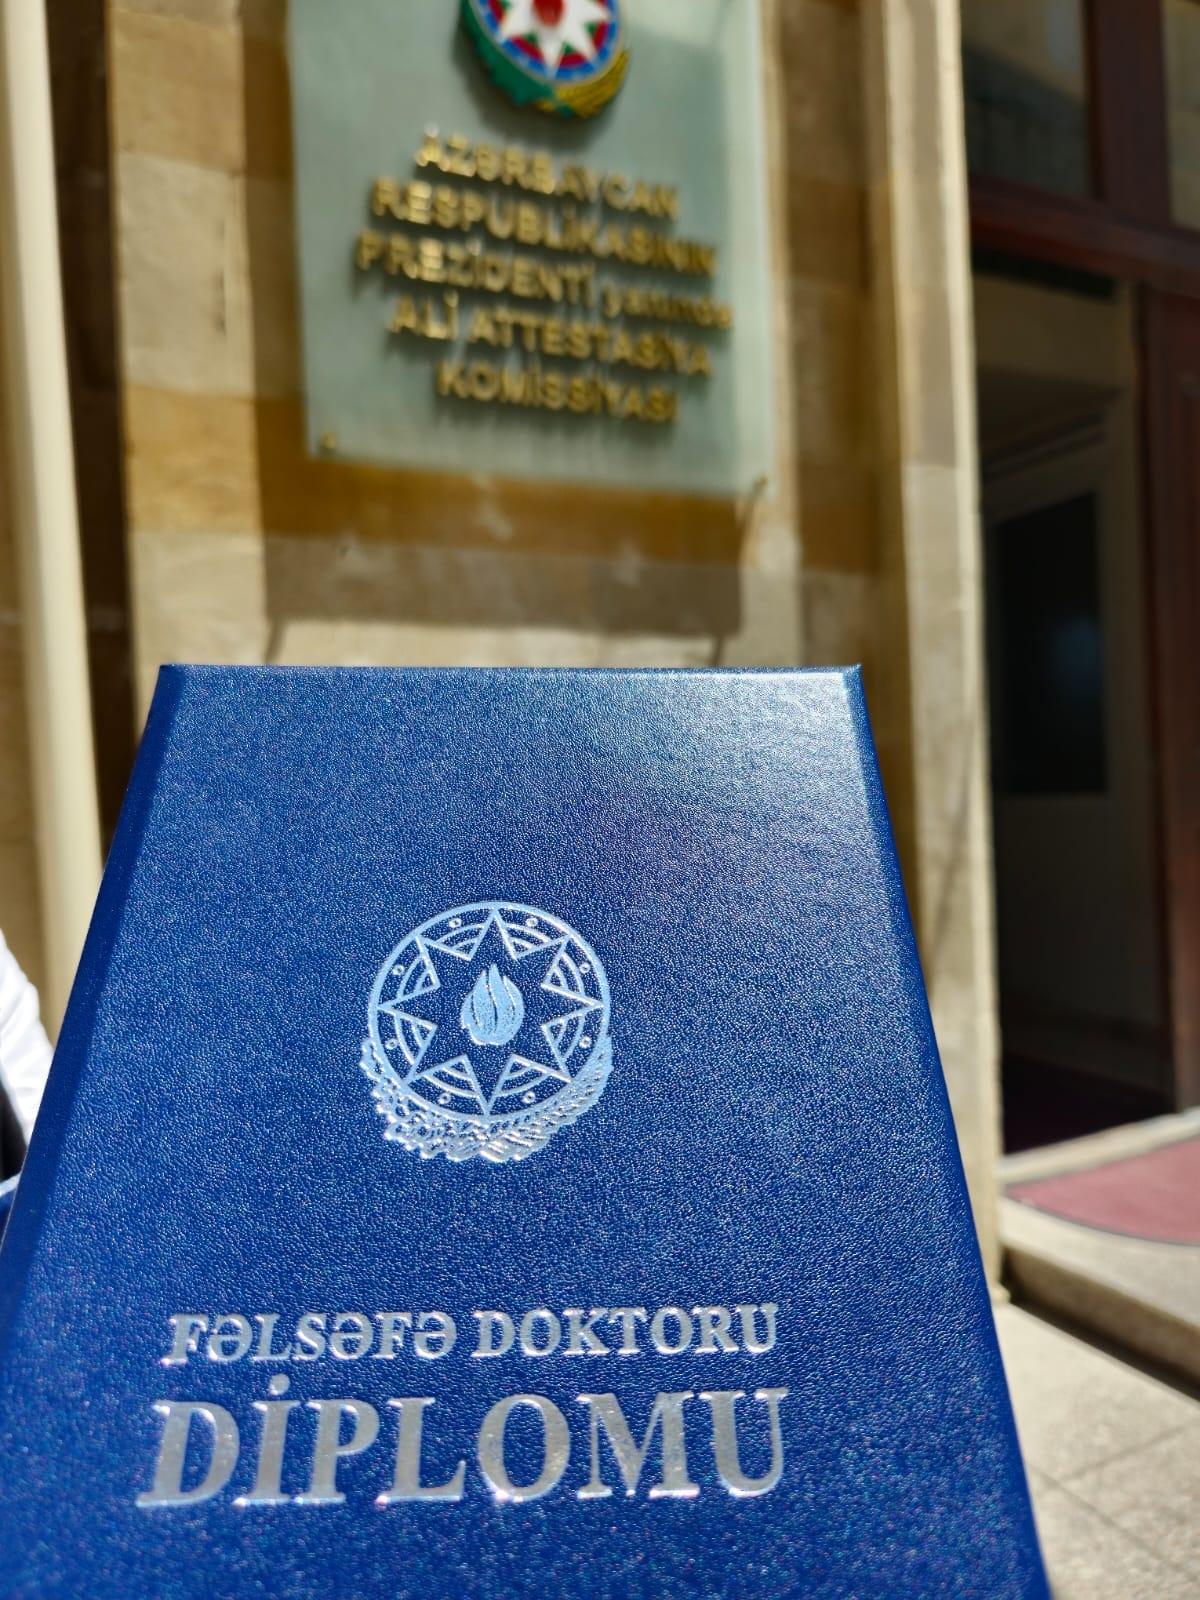 AZƏRBAYCAN
RESPUBLİKASININ
PREZİDENTİ yanında
ALİ ATTESTASİYA
KOMİSSİYASI
FƏLSƏFƏ DOKTORU
DİPLOMU